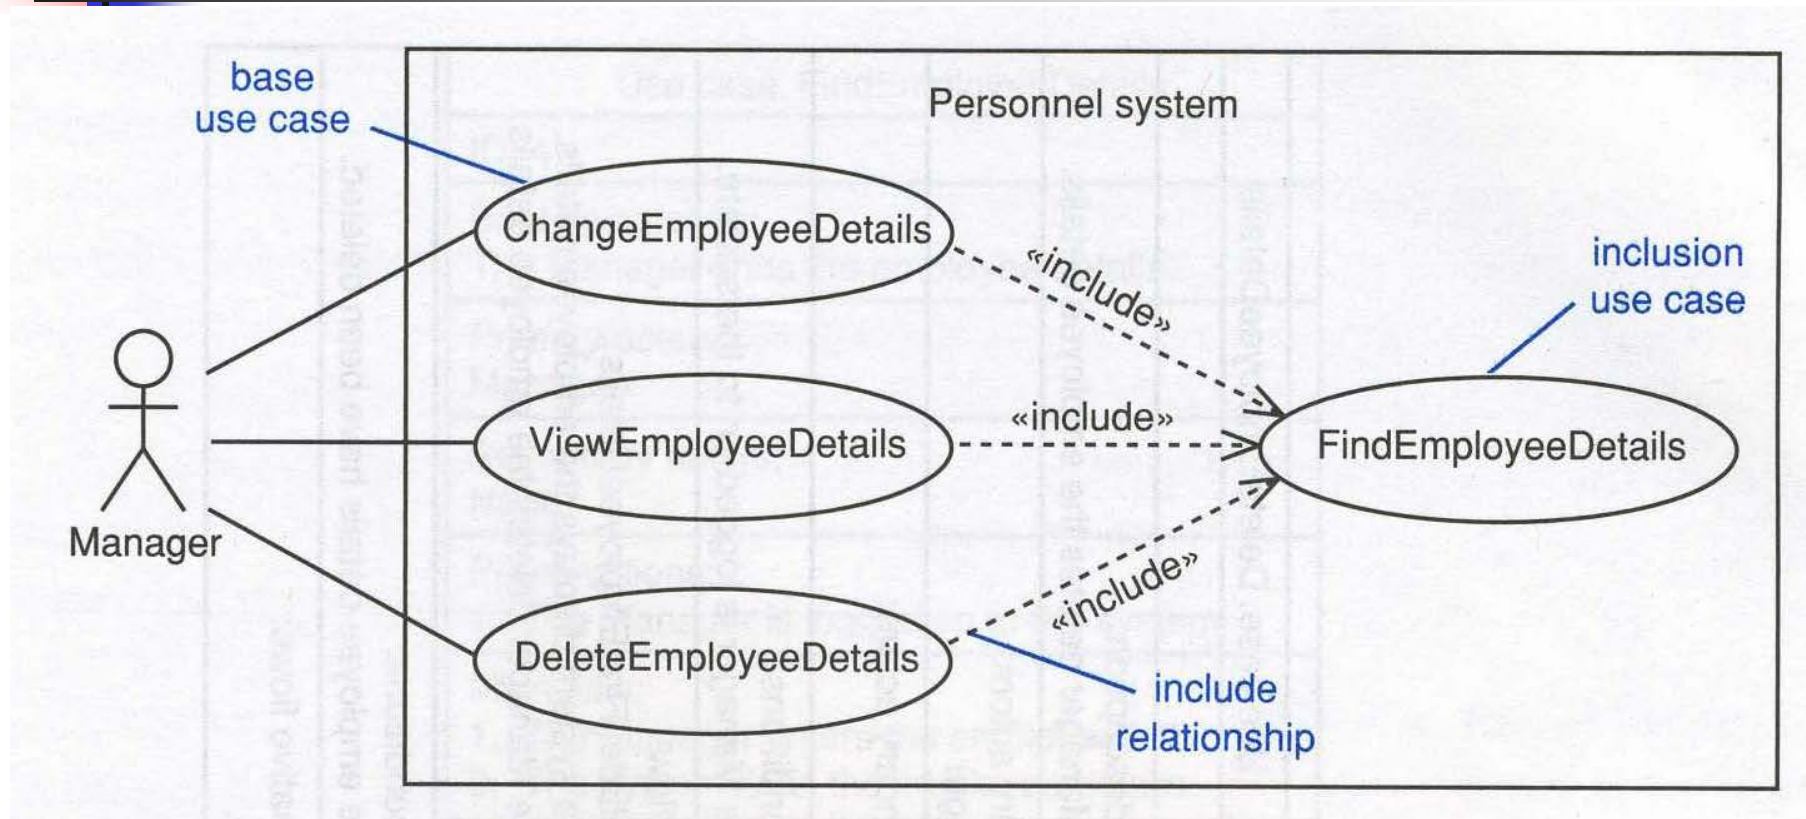 base
use case
Personnel system
ChangeEmployeeDetails
«include»
inclusion
use case
«include»
ViewEmployeeDetails
FindEmployeeDetails
Manager
«include»
DeleteEmployeeDetails
include
relationship